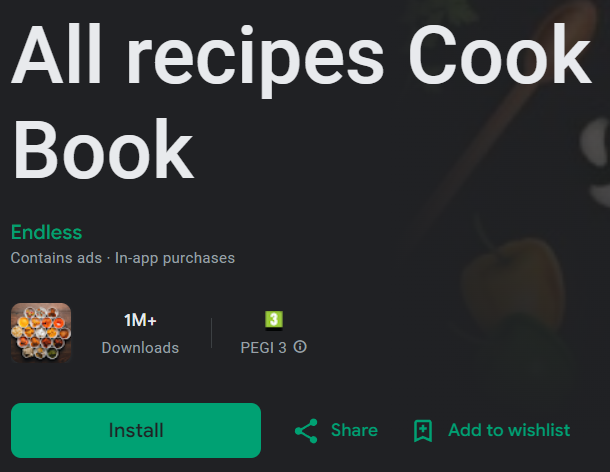 All recipes Cook
Book
Endless
Contains ads · In-app purchases
1M+
Downloads
3
PEGI 3
Install
Share
Add to wishlist